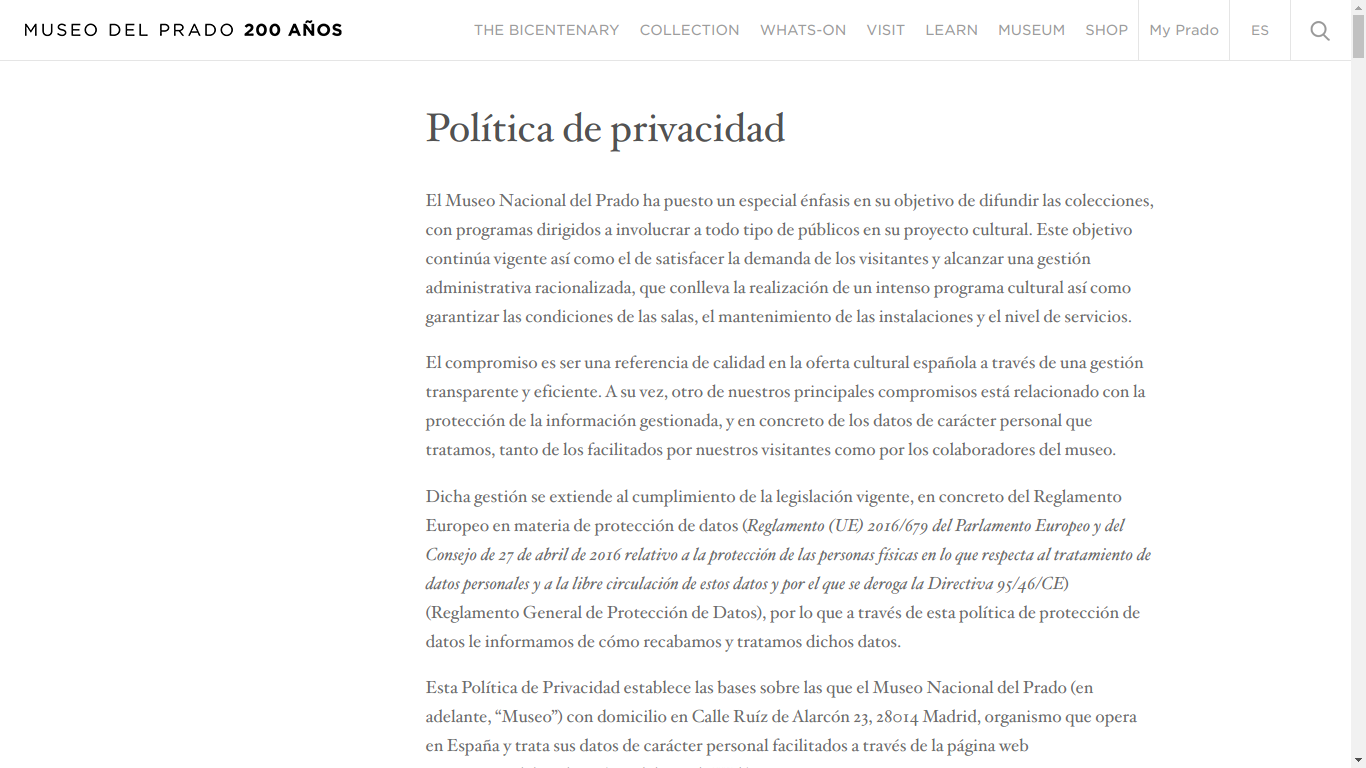 MUSEO DEL PRADO 200 AÑOS
THE BICENTENARY COLLECTION WHATS-ON VISIT LEARN MUSEUM SHOP My Prado ES
Política de privacidad
El Museo Nacional del Prado ha puesto un especial énfasis en su objetivo de difundir las colecciones,
con programas dirigidos a involucrar a todo tipo de públicos en su proyecto cultural. Este objetivo
continúa vigente así como el de satisfacer la demanda de los visitantes y alcanzar una gestión
administrativa racionalizada, que conlleva la realización de un intenso programa cultural así como
garantizar las condiciones de las salas, el mantenimiento de las instalaciones y el nivel de servicios.
El compromiso es ser una referencia de calidad en la oferta cultural española a través de una gestión
transparente y eficiente. A su vez, otro de nuestros principales compromisos está relacionado con la
protección de la información gestionada, y en concreto de los datos de carácter personal que
tratamos, tanto de los facilitados por nuestros visitantes como por los colaboradores del museo.
Dicha gestión se extiende al cumplimiento de la legislación vigente, en concreto del Reglamento
Europeo en materia de protección de datos (Reglamento (UE) 2016/679 del Parlamento Europeo y del
Consejo de 27 de abril de 2016 relativo a la protección de las personas físicas en lo que respecta al tratamiento de
datos personales y a la libre circulación de estos datos y por el que se deroga la Directiva 95/46/CE)
(Reglamento General de Protección de Datos), por lo que a través de esta política de protección de
datos le informamos de cómo recabamos y tratamos dichos datos.
Esta Política de Privacidad establece las bases sobre las que el Museo Nacional del Prado (en
adelante, “Museo”) con domicilio en Calle Ruíz de Alarcón 23, 28014 Madrid, organismo que opera
en España y trata sus datos de carácter personal facilitados a través de la página web